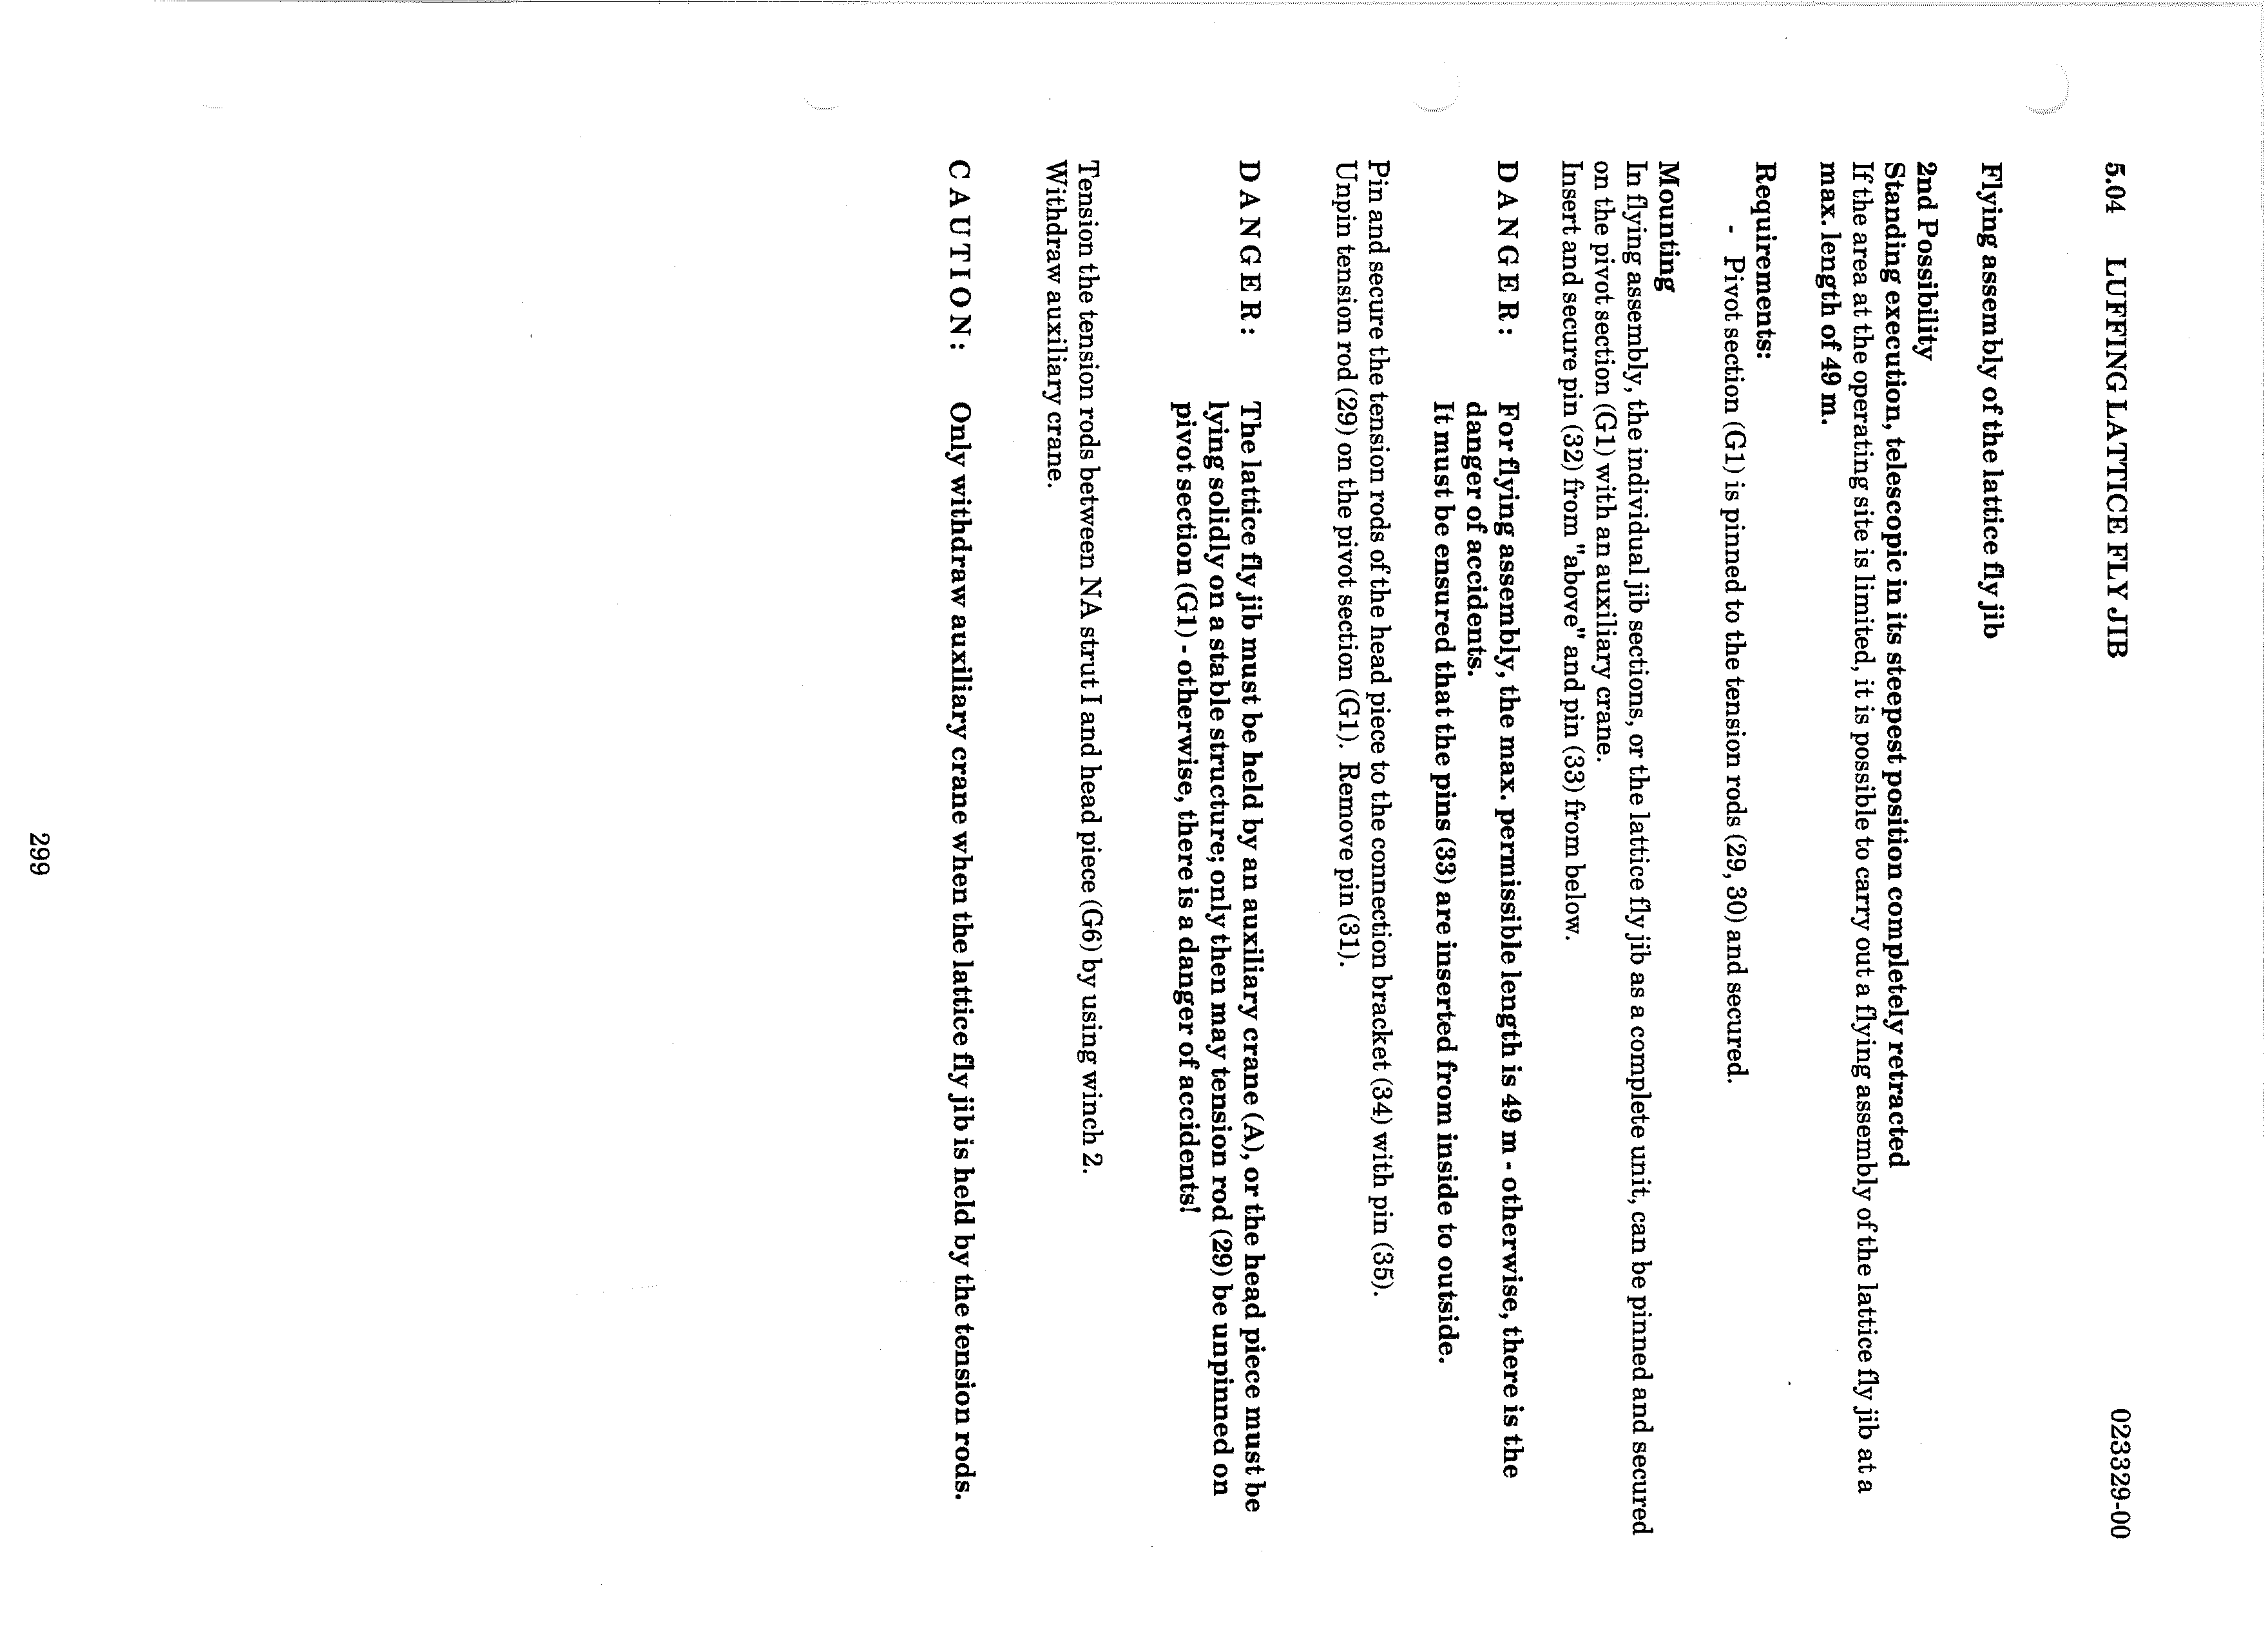 5.04 LUFFING LATTICE FLY JIB 023329-00
Flying assembly of the lattice fly jib
2nd Possibility
Standing execution, telescopic in its steepest position completely retracted
If the area at the operating site is limited, it is possible to carry out a flying assembly of the lattice fly jib at a
max. length of 49 m.
Requirements:
- Pivot section (G1) is pinned to the tension rods (29, 30) and secured.
Mounting
In flying assembly, the individual jib sections, or the lattice fly jib as a complete unit, can be pinned and secured
on the pivot section (G1) with an auxiliary crane.
Insert and secure pin (32) from "above" and pin (33) from below.
D A N G E R : For flying assembly, the max. permissible length is 49 m - otherwise, there is the
danger of accidents.
It must be ensured that the pins (33) are inserted from inside to outside.
Pin and secure the tension rods of the head piece to the connection bracket (34) with pin (35).
Unpin tension rod (29) on the pivot section (G1). Remove pin (31).
D A N G E R : The lattice fly jib must be held by an auxiliary crane (A), or the head piece must be
lying solidly on a stable structure; only then may tension rod (29) be unpinned on
pivot section (G1) - otherwise, there is a danger of accidents!
Tension the tension rods between NA strut I and head piece (G6) by using winch 2.
Withdraw auxiliary crane.
C A U T I O N : Only withdraw auxiliary crane when the lattice fly jib is held by the tension rods.
299